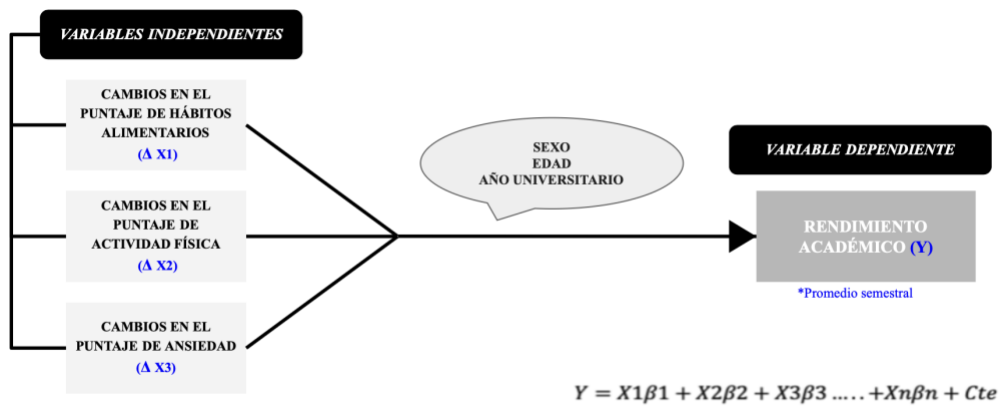 VARIABLES INDEPENDIENTES
CAMBIOS EN EL
PUNTAJE DE HÁBITOS
ALIMENTARIOS
(Δ X1)
CAMBIOS EN EL
PUNTAJE DE
ACTIVIDAD FÍSICA
(Δ X2)
CAMBIOS EN EL
PUNTAJE DE ANSIEDAD
(Δ X3)
SEXO
EDAD
AÑO UNIVERSITARIO
VARIABLE DEPENDIENTE
RENDIMIENTO
ACADÉMICO (Y)
*Promedio semestral
Y = X1β1 + X2β2 + X3β3 ..... +Xnβn + Cte